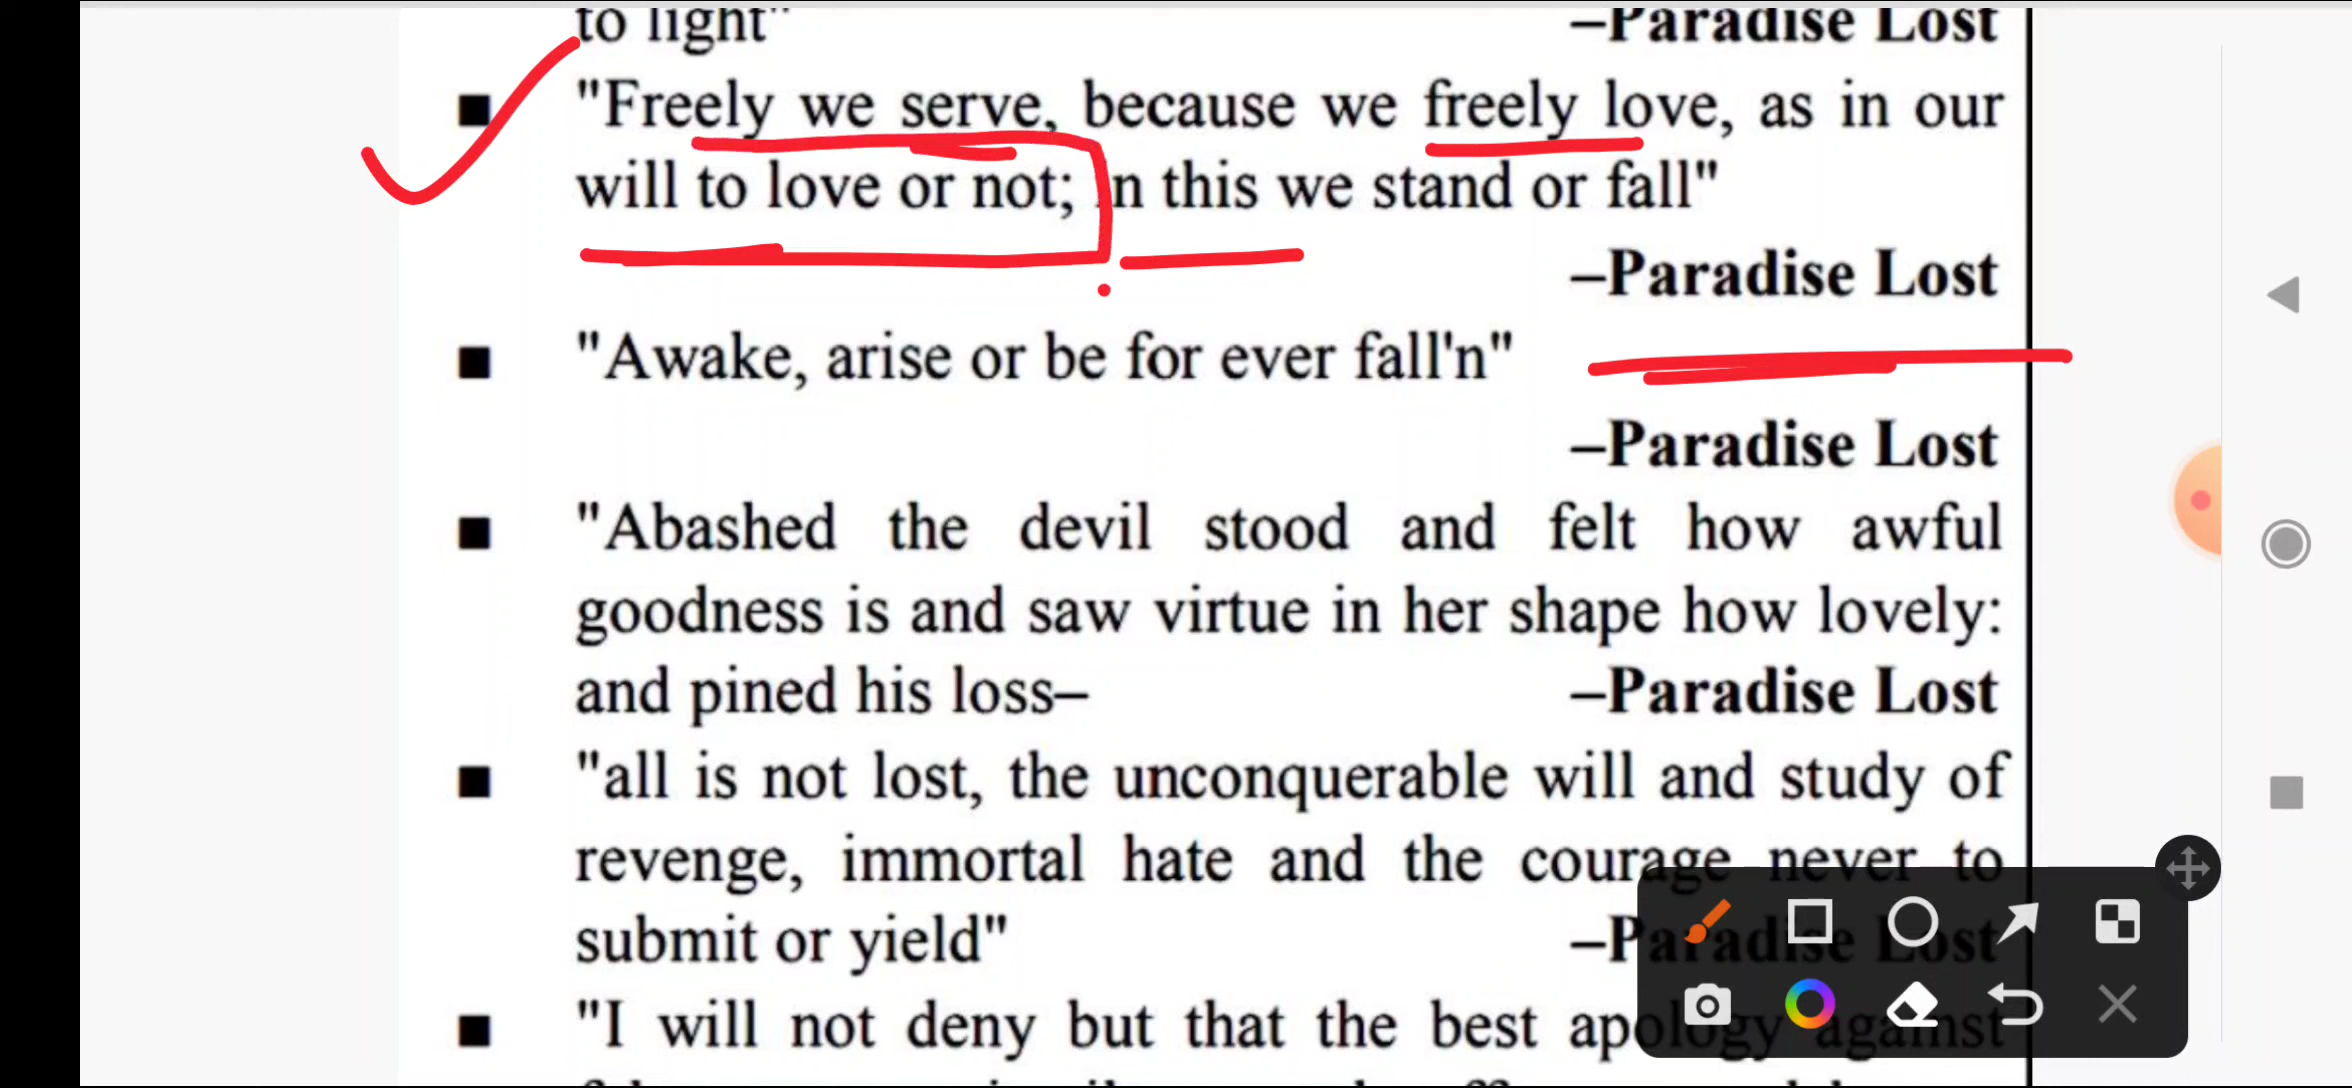 to light" –Paradise Lost
■ "Freely we serve, because we freely love, as in our
will to love or not; in this we stand or fall"
–Paradise Lost
■ "Awake, arise or be for ever fall'n"
–Paradise Lost
■ "Abashed the devil stood and felt how awful
goodness is and saw virtue in her shape how lovely:
and pined his loss– –Paradise Lost
■ "all is not lost, the unconquerable will and study of
revenge, immortal hate and the courage never to
submit or yield" –Paradise Lost
■ "I will not deny but that the best apology against